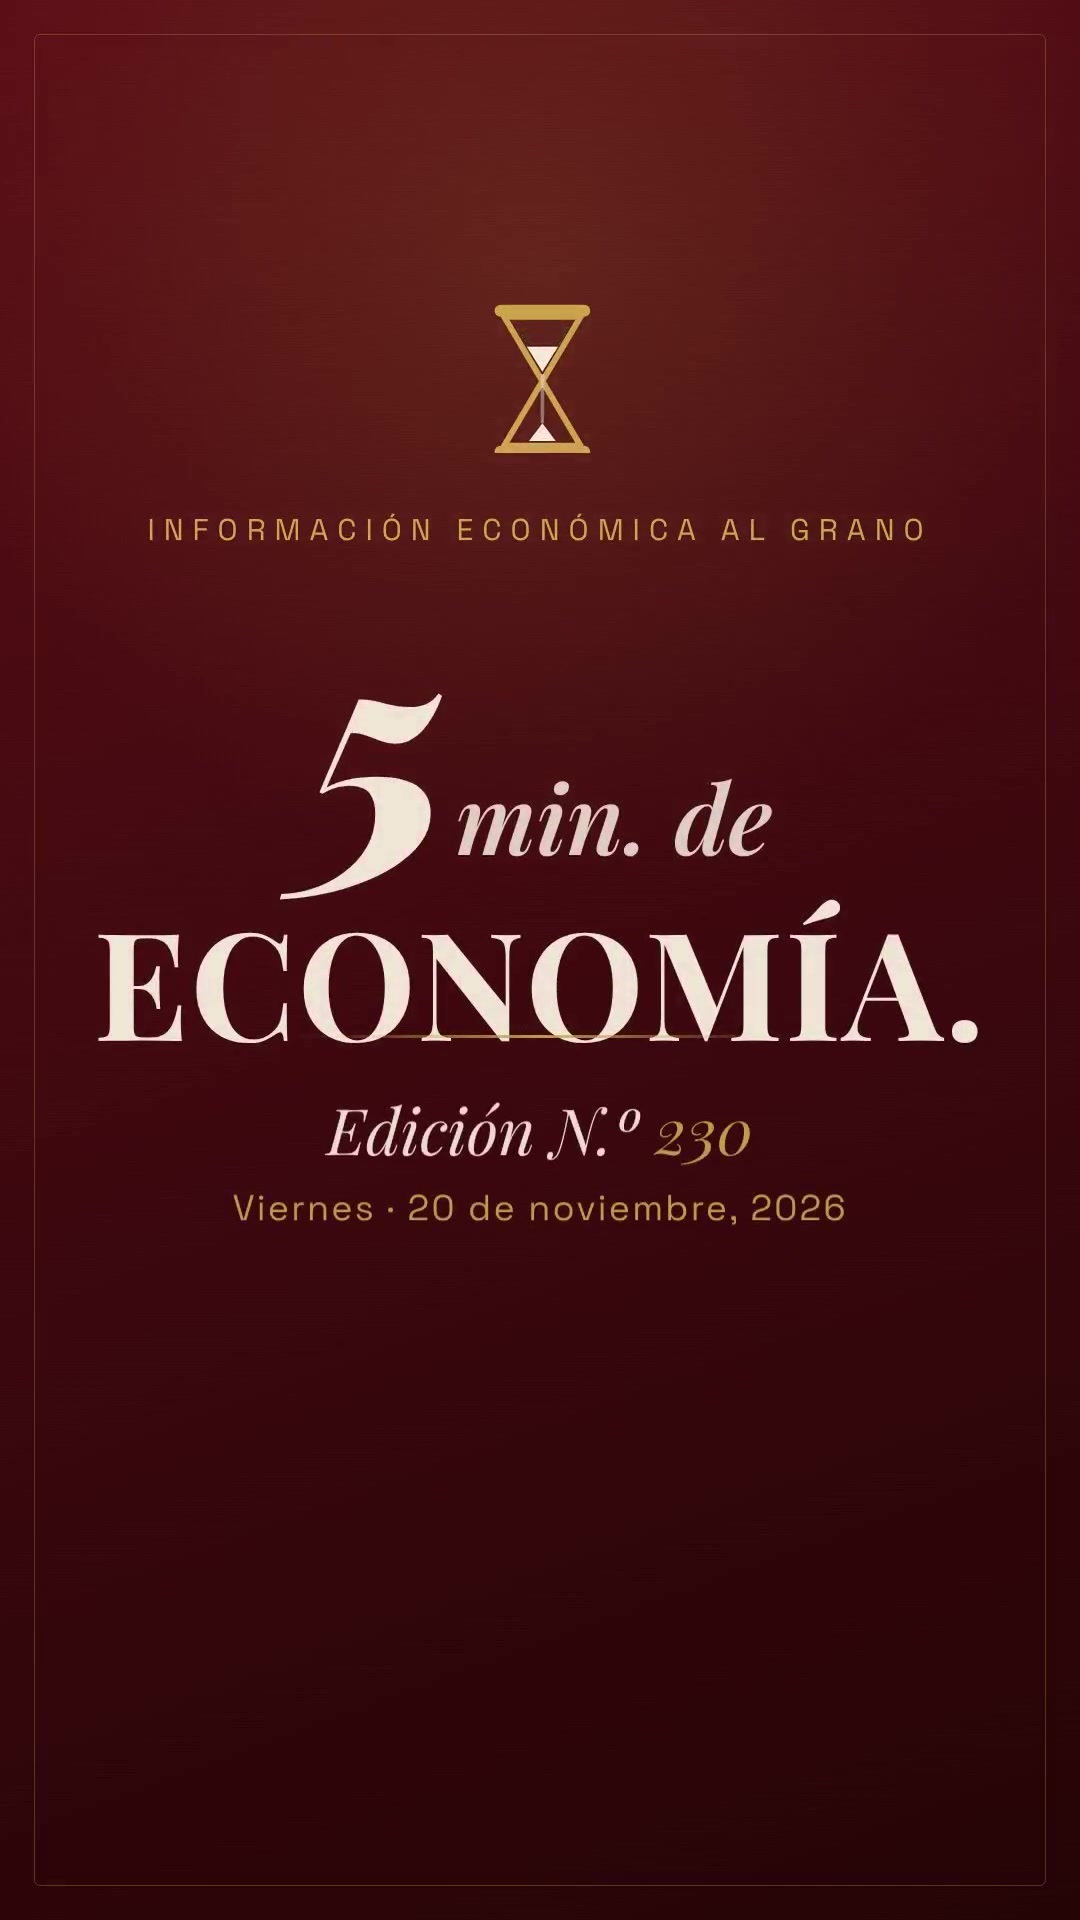 INFORMACIÓN ECONÓMICA AL GRANO
5 min. de
ECONOMÍA.
Edición N.º 230
Viernes · 20 de noviembre, 2026